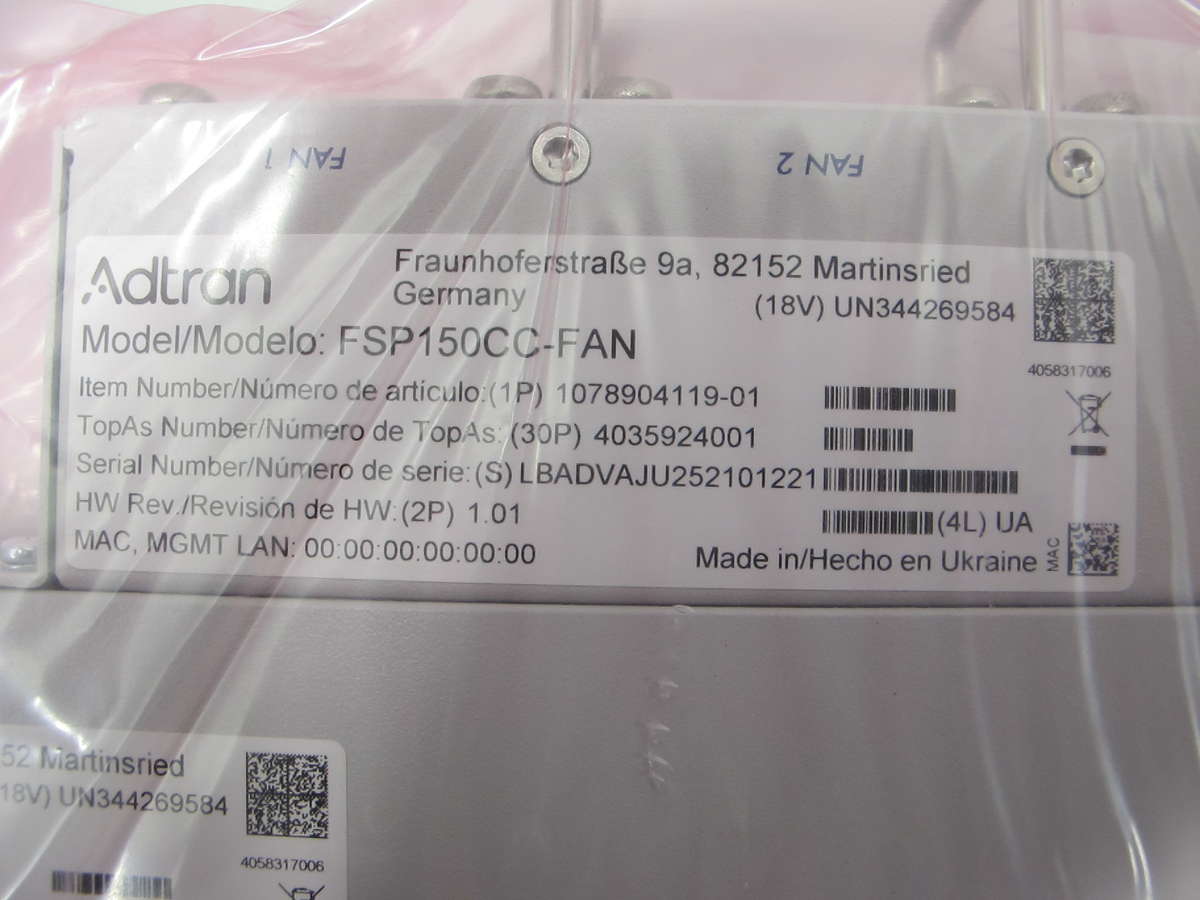 FAN 1
FAN 2
Adtran
Fraunhoferstraße 9a, 82152 Martinsried
Germany
(18V) UN344269584
Model/Modelo: FSP150CC-FAN
4058317006
Item Number/Número de artículo:(1P) 1078904119-01
TopAs Number/Número de TopAs: (30P) 4035924001
Serial Number/Número de serie: (S) LBADVAJU252101221
HW Rev./Revisión de HW: (2P) 1.01
(4L) UA
MAC, MGMT LAN: 00:00:00:00:00:00
Made in/Hecho en Ukraine
MAC
52 Martinsried
18V) UN344269584
4058317006